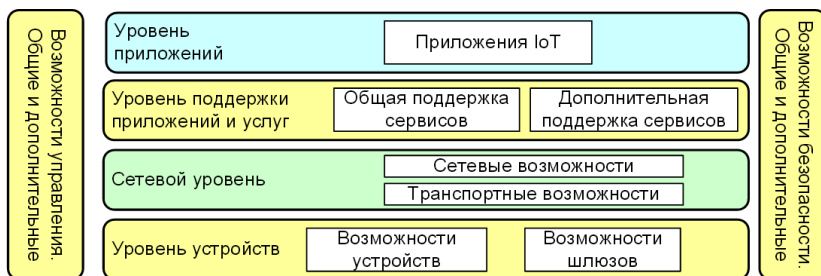 Возможности управления.
Общие и дополнительные
Уровень
приложений
Приложения IoT
Уровень поддержки
приложений и услуг
Общая поддержка
сервисов
Дополнительная
поддержка сервисов
Сетевой уровень
Сетевые возможности
Транспортные возможности
Уровень устройств
Возможности
устройств
Возможности
шлюзов
Возможности безопасности.
Общие и дополнительные